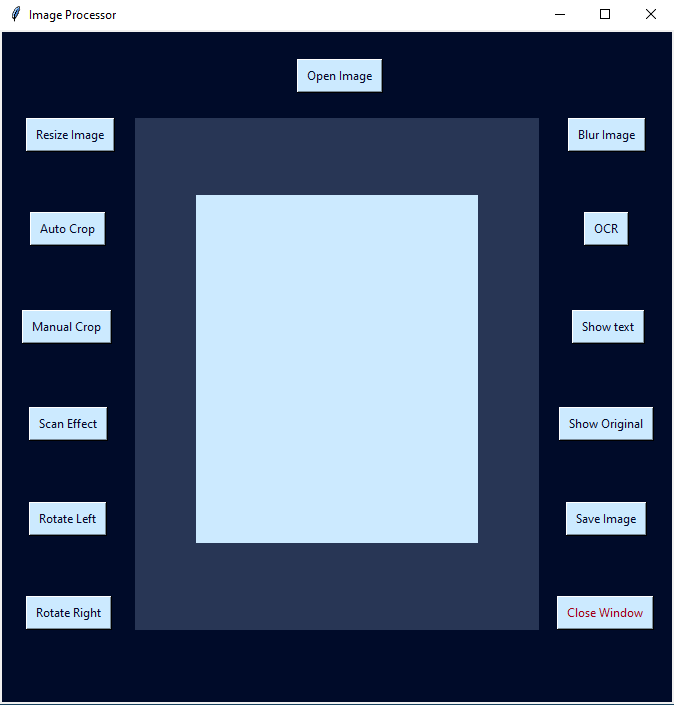 Image Processor
Open Image
Resize Image
Blur Image
Auto Crop
OCR
Manual Crop
Show text
Scan Effect
Show Original
Rotate Left
Save Image
Rotate Right
Close Window